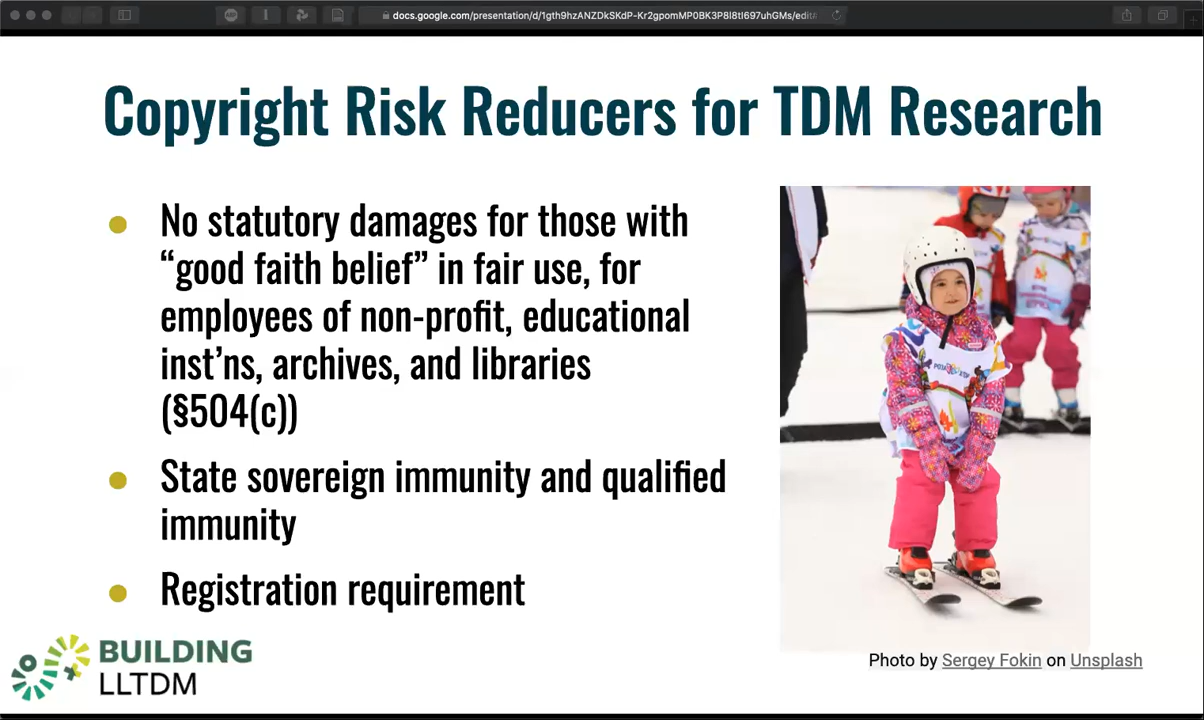 docs.google.com/presentation/d/1gth9hzANZDkSKdP-Kr2gpomMP0BK3P8l8tI697uhGMs/edit
Copyright Risk Reducers for TDM Research
No statutory damages for those with
“good faith belief” in fair use, for
employees of non-profit, educational
inst’ns, archives, and libraries
(§504(c))
State sovereign immunity and qualified
immunity
Registration requirement
BUILDING
LLTDM
Photo by Sergey Fokin on Unsplash